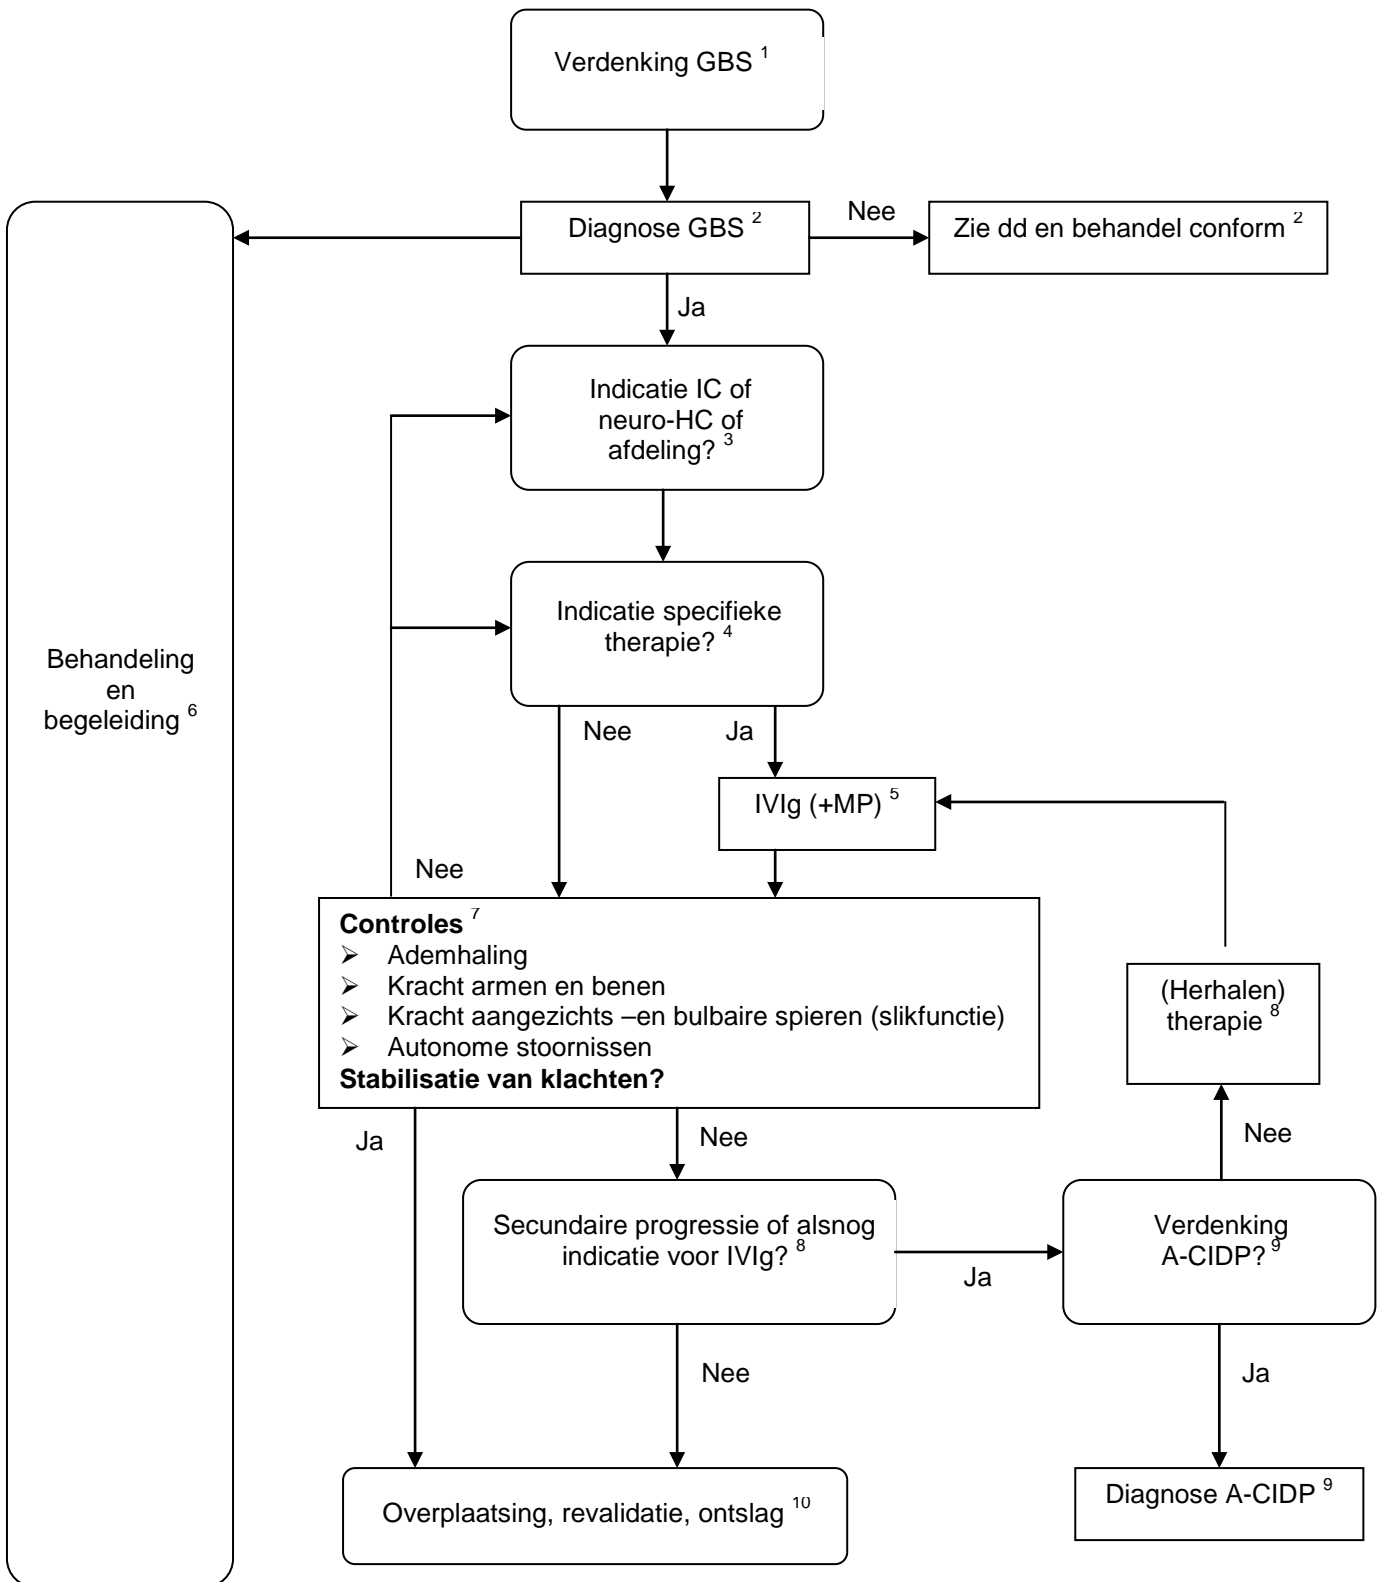 Verdenking GBS 1
Diagnose GBS 2
Nee
Zie dd en behandel conform 2
Ja
Indicatie IC of
neuro-HC of
afdeling? 3
Indicatie specifieke
therapie? 4
Behandeling
en
begeleiding 6
Nee
Ja
IVIg (+MP) 5
Nee
Controles 7
➢ Ademhaling
➢ Kracht armen en benen
➢ Kracht aangezichts –en bulbaire spieren (slikfunctie)
➢ Autonome stoornissen
Stabilisatie van klachten?
(Herhalen)
therapie 8
Ja
Nee
Nee
Secundaire progressie of alsnog
indicatie voor IVIg? 8
Ja
Verdenking
A-CIDP? 9
Nee
Ja
Overplaatsing, revalidatie, ontslag 10
Diagnose A-CIDP 9